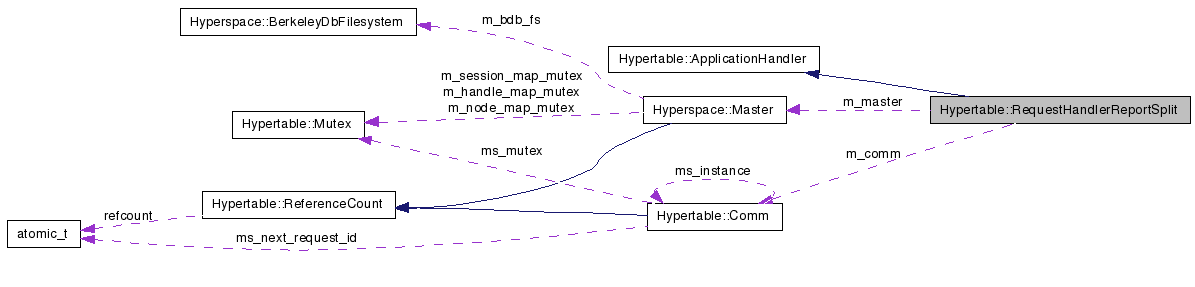 Hyperspace::BerkeleyDbFilesystem
m_bdb_fs
Hypertable::ApplicationHandler
m_session_map_mutex
m_handle_map_mutex
m_node_map_mutex
Hyperspace::Master
m_master
Hypertable::RequestHandlerReportSplit
Hypertable::Mutex
ms_mutex
m_comm
ms_instance
Hypertable::ReferenceCount
Hypertable::Comm
refcount
atomic_t
ms_next_request_id